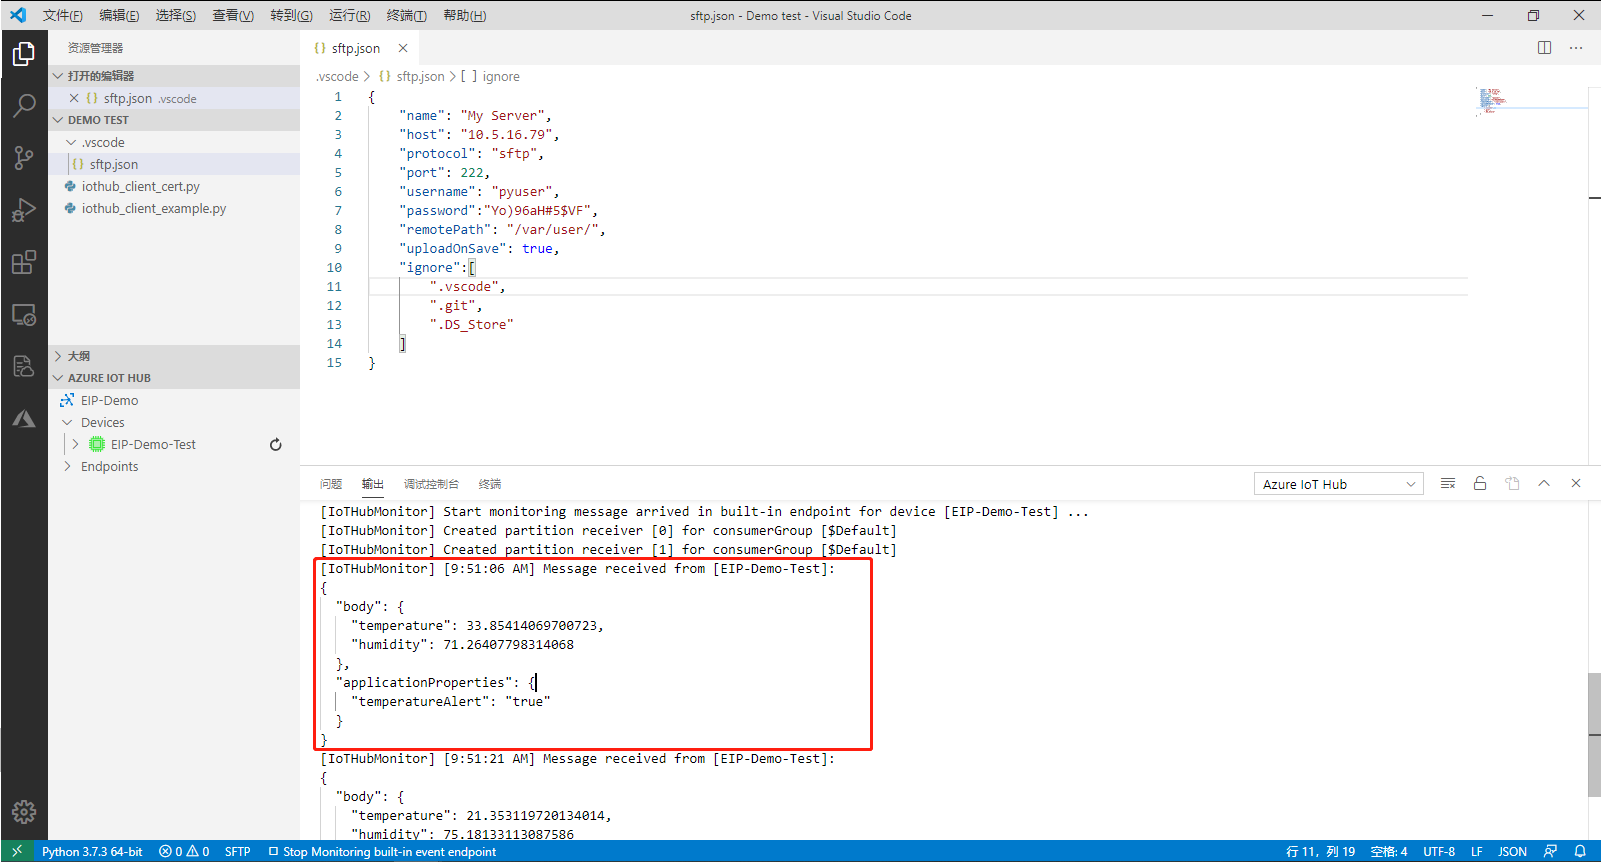 文件(F) 编辑(E) 选择(S) 查看(V) 转到(G) 运行(R) 终端(T) 帮助(H) sftp.json - Demo test - Visual Studio Code
资源管理器
打开的编辑器
sftp.json .vscode
DEMO TEST
.vscode
sftp.json
iothub_client_cert.py
iothub_client_example.py
大纲
AZURE IOT HUB
EIP-Demo
Devices
EIP-Demo-Test
Endpoints
{} sftp.json
.vscode > {} sftp.json > [ ] ignore
1 {
2 "name": "My Server",
3 "host": "10.5.16.79",
4 "protocol": "sftp",
5 "port": 222,
6 "username": "pyuser",
7 "password":"Yo)96aH#5$VF",
8 "remotePath": "/var/user/",
9 "uploadOnSave": true,
10 "ignore":[
11 ".vscode",
12 ".git",
13 ".DS_Store"
14 ]
15 }
问题 输出 调试控制台 终端 Azure IoT Hub
[IoTHubMonitor] Start monitoring message arrived in built-in endpoint for device [EIP-Demo-Test] ...
[IoTHubMonitor] Created partition receiver [0] for consumerGroup [$Default]
[IoTHubMonitor] Created partition receiver [1] for consumerGroup [$Default]
[IoTHubMonitor] [9:51:06 AM] Message received from [EIP-Demo-Test]:
{
"body": {
"temperature": 33.85414069700723,
"humidity": 71.26407798314068
},
"applicationProperties": {
"temperatureAlert": "true"
}
}
[IoTHubMonitor] [9:51:21 AM] Message received from [EIP-Demo-Test]:
{
"body": {
"temperature": 21.353119720134014,
"humidity": 75.18133113087586
Python 3.7.3 64-bit 0 0 SFTP Stop Monitoring built-in event endpoint 行 11, 列 19 空格: 4 UTF-8 LF JSON